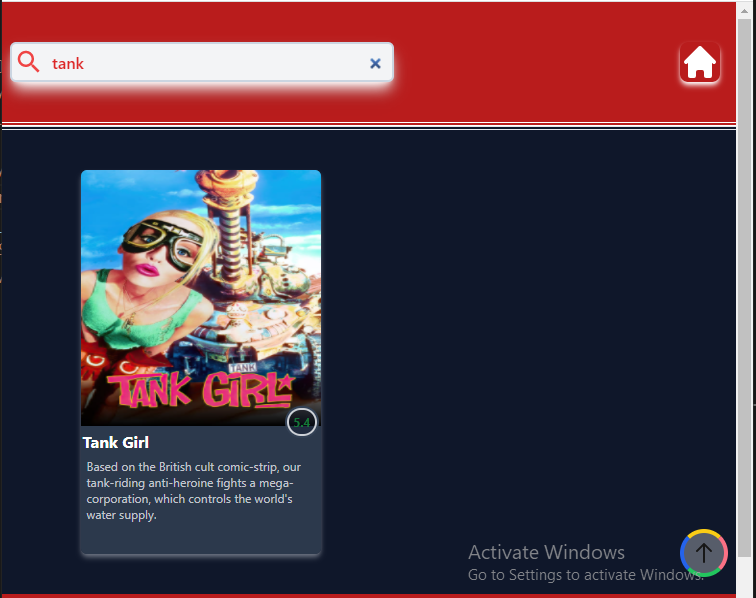 tank
TANK
TANK GIRL
5.4
Tank Girl
Based on the British cult comic-strip, our
tank-riding anti-heroine fights a mega-
corporation, which controls the world's
water supply.
Activate Windows
Go to Settings to activate Windows.